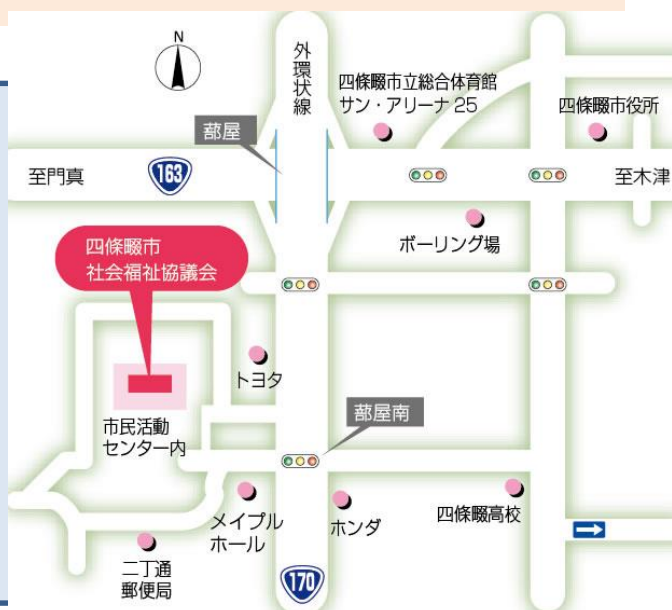 N
外環状線
四條畷市立総合体育館
サン・アリーナ 25
四條畷市役所
蔀屋
至門真
163
至木津
ボーリング場
四條畷市
社会福祉協議会
トヨタ
市民活動
センター内
蔀屋南
メイプル
ホール
ホンダ
四條畷高校
二丁通
郵便局
170